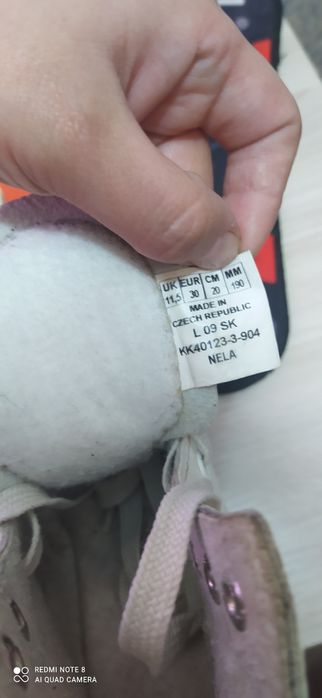 UK EUR CM MM
11,5 30 20 190
MADE IN
CZECH REPUBLIC
L 09 SK
KK40123-3-904
NELA
REDMI NOTE 8
AI QUAD CAMERA